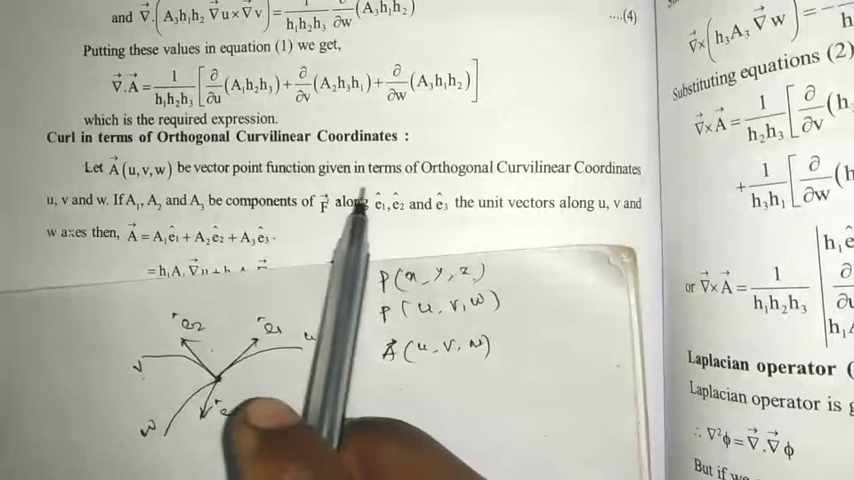 and ∇⃗.(A₃h₁h₂ ∇⃗u×∇⃗v) = 1/h₁h₂h₃ ∂/∂w (A₃h₁h₂) ....(4)
Putting these values in equation (1) we get,
∇⃗.A⃗ = 1/h₁h₂h₃ [∂/∂u (A₁h₂h₃) + ∂/∂v (A₂h₃h₁) + ∂/∂w (A₃h₁h₂)]
which is the required expression.
Curl in terms of Orthogonal Curvilinear Coordinates :
Let A⃗ (u,v,w) be vector point function given in terms of Orthogonal Curvilinear Coordinates
u, v and w. If A₁, A₂ and A₃ be components of F⃗ along ê₁, ê₂ and ê₃ the unit vectors along u, v and
w axes then, A⃗ = A₁ê₁ + A₂ê₂ + A₃ê₃.
= h₁A₁ ∇⃗u +
P(x, y, z)
P(u, v, w)
A⃗(u, v, w)
ê₂
ê₁
u
v
w
∇⃗×(h₃A₃ ∇⃗w) =
Substituting equations (2)
∇⃗×A⃗ = 1/h₂h₃ [∂/∂v (h₃
+ 1/h₃h₁ [∂/∂w (h
or ∇⃗×A⃗ = 1/h₁h₂h₃ | h₁ê
Laplacian operator (
Laplacian operator is g
∴ ∇²φ = ∇⃗.∇⃗φ
But if we